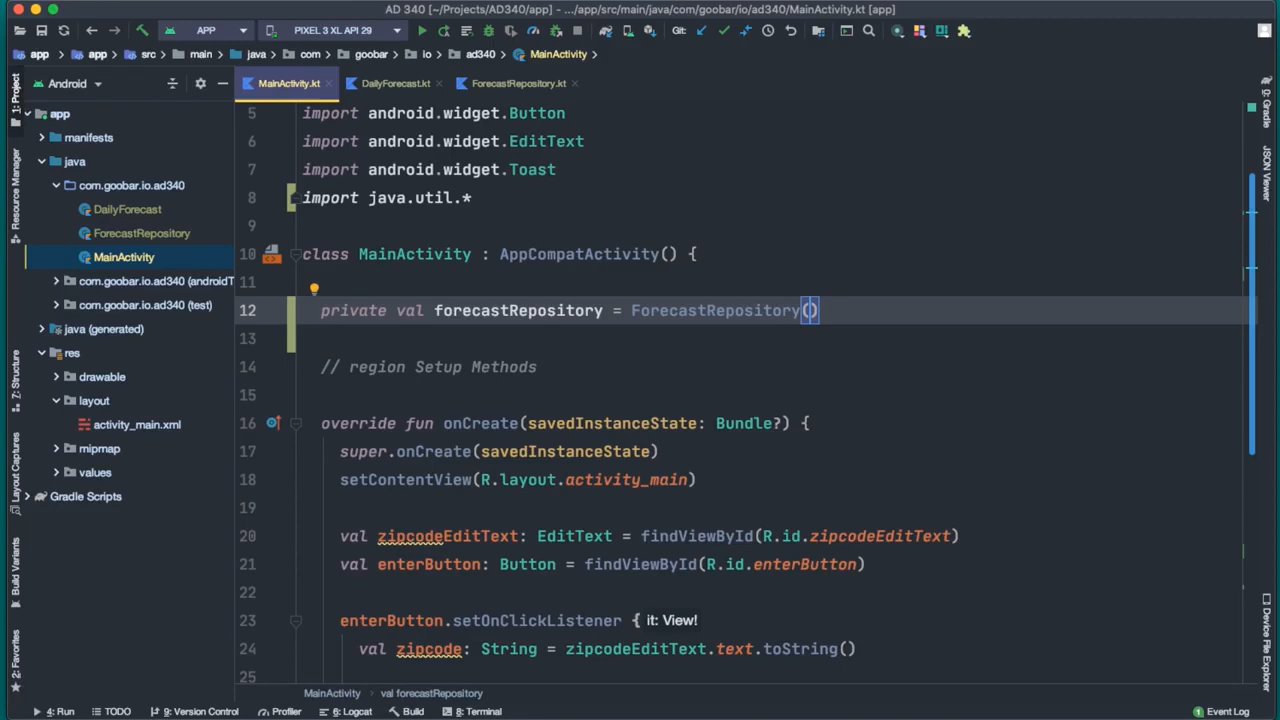 AD 340 [~/Projects/AD340/app] - .../app/src/main/java/com/goobar/io/ad340/MainActivity.kt [app]
APP
PIXEL 3 XL API 29
Git:
app
app
src
main
java
com
goobar
io
ad340
MainActivity
Android
MainActivity.kt
DailyForecast.kt
ForecastRepository.kt
1: Project
Resource Manager
7: Structure
Layout Captures
Build Variants
2: Favorites
app
manifests
java
com.goobar.io.ad340
DailyForecast
ForecastRepository
MainActivity
com.goobar.io.ad340 (androidT
com.goobar.io.ad340 (test)
java (generated)
res
drawable
layout
activity_main.xml
mipmap
values
Gradle Scripts
5 import android.widget.Button
6 import android.widget.EditText
7 import android.widget.Toast
8 import java.util.*
9
10 class MainActivity : AppCompatActivity() {
11
12 private val forecastRepository = ForecastRepository()
13
14 // region Setup Methods
15
16 override fun onCreate(savedInstanceState: Bundle?) {
17 super.onCreate(savedInstanceState)
18 setContentView(R.layout.activity_main)
19
20 val zipcodeEditText: EditText = findViewById(R.id.zipcodeEditText)
21 val enterButton: Button = findViewById(R.id.enterButton)
22
23 enterButton.setOnClickListener { it: View!
24 val zipcode: String = zipcodeEditText.text.toString()
25
Gradle
JSON Viewer
Device File Explorer
MainActivity
val forecastRepository
4: Run
TODO
9: Version Control
Profiler
6: Logcat
Build
8: Terminal
Event Log